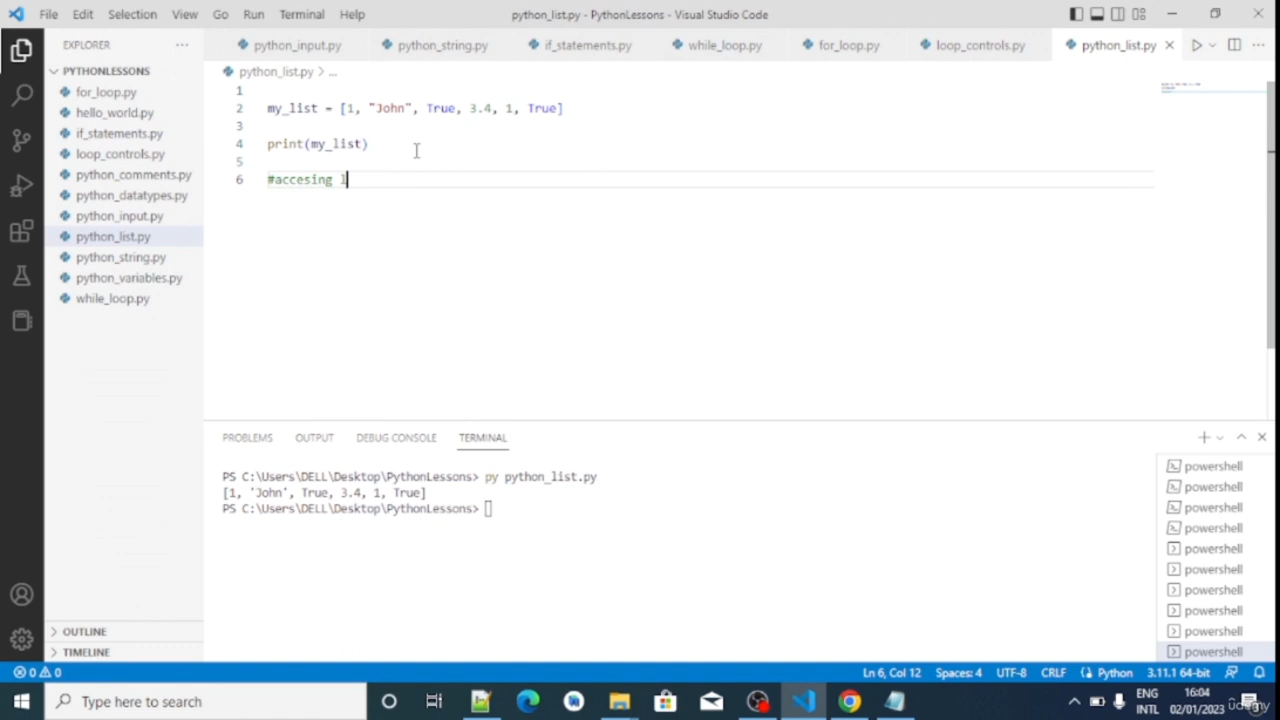 File Edit Selection View Go Run Terminal Help python_list.py - PythonLessons - Visual Studio Code
EXPLORER
python_input.py python_string.py if_statements.py while_loop.py for_loop.py loop_controls.py python_list.py
PYTHONLESSONS
for_loop.py
hello_world.py
if_statements.py
loop_controls.py
python_comments.py
python_datatypes.py
python_input.py
python_list.py
python_string.py
python_variables.py
while_loop.py
OUTLINE
TIMELINE
python_list.py > ...
1
2 my_list = [1, "John", True, 3.4, 1, True]
3
4 print(my_list)
5
6 #accesing l
PROBLEMS OUTPUT DEBUG CONSOLE TERMINAL
PS C:\Users\DELL\Desktop\PythonLessons> py python_list.py
[1, 'John', True, 3.4, 1, True]
PS C:\Users\DELL\Desktop\PythonLessons>
powershell
powershell
powershell
powershell
powershell
powershell
powershell
powershell
powershell
powershell
0 0 Ln 6, Col 12 Spaces: 4 UTF-8 CRLF Python 3.11.1 64-bit
Type here to search
ENG
INTL
16:04
02/01/2023
udemy